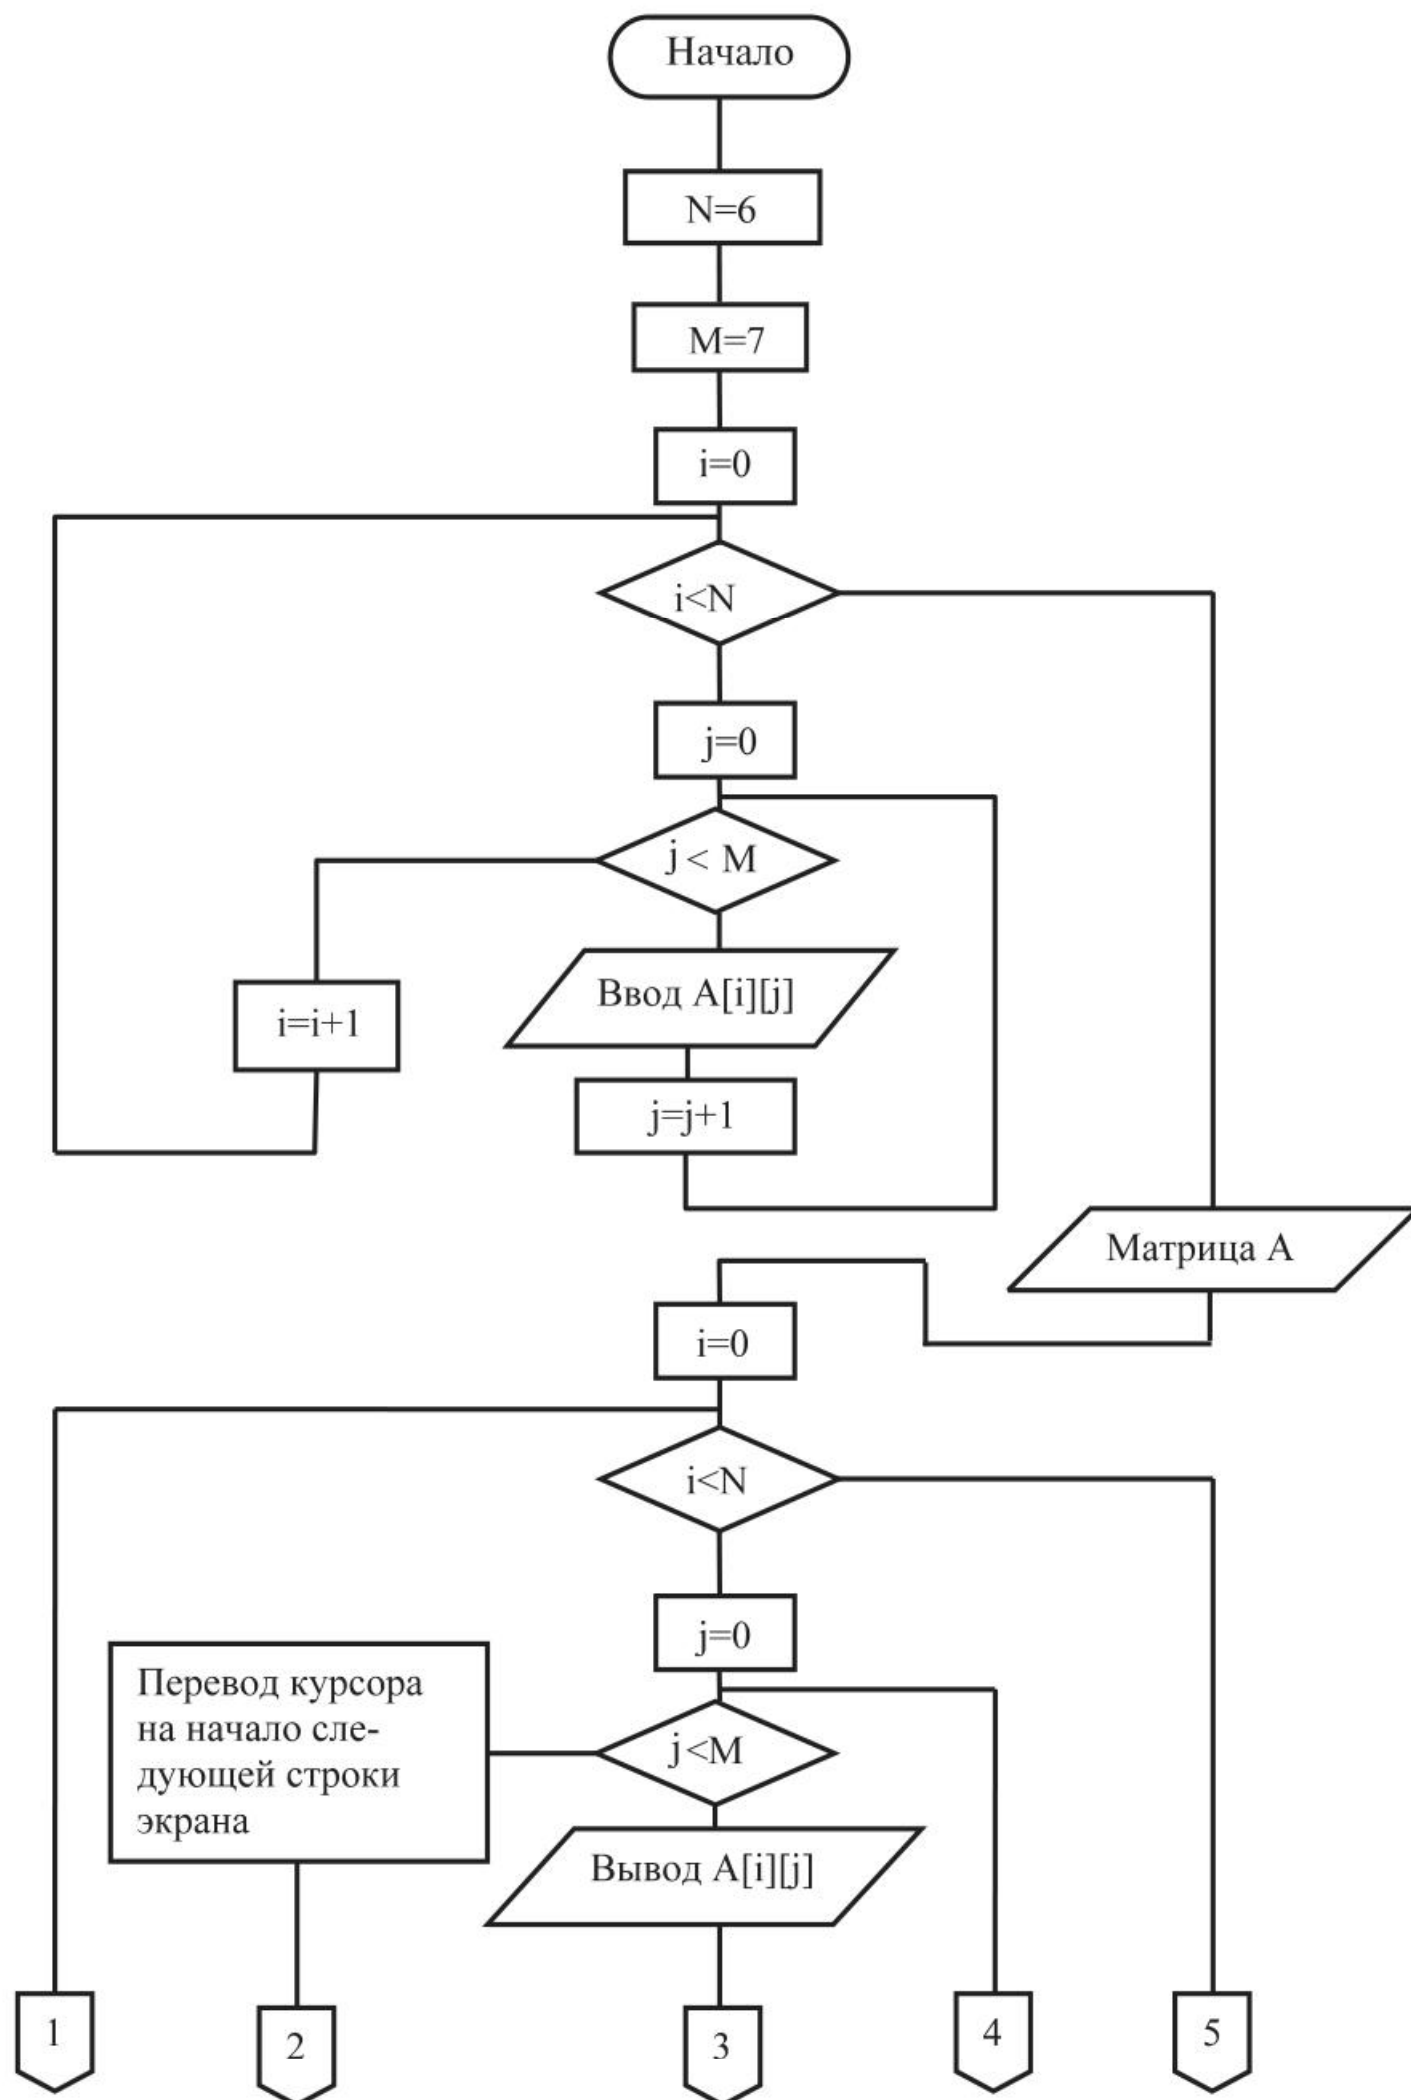 Начало
N=6
M=7
i=0
i<N
j=0
j < M
Ввод A[i][j]
i=i+1
j=j+1
Матрица А
i=0
i<N
j=0
Перевод курсора
на начало сле-
дующей строки
экрана
j<M
Вывод A[i][j]
1
2
3
4
5